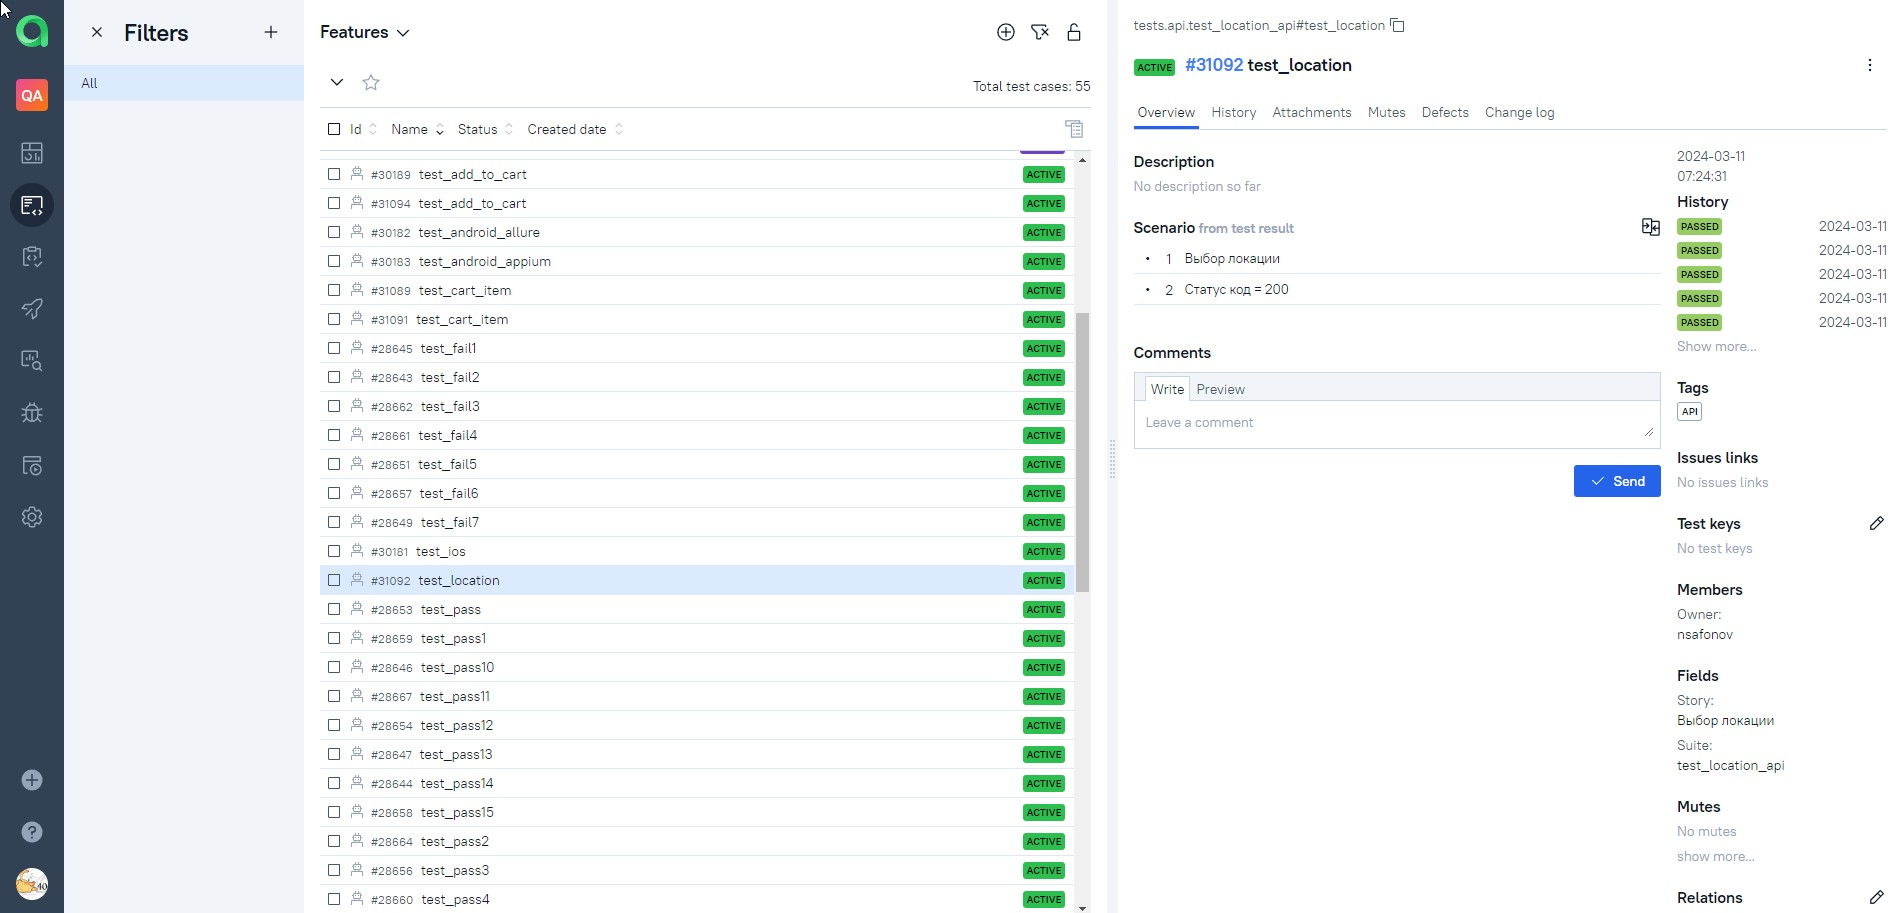 QA
Filters
All
Features
Total test cases: 55
Id Name Status Created date
#30189 test_add_to_cart ACTIVE
#31094 test_add_to_cart ACTIVE
#30182 test_android_allure ACTIVE
#30183 test_android_appium ACTIVE
#31089 test_cart_item ACTIVE
#31091 test_cart_item ACTIVE
#28645 test_fail1 ACTIVE
#28643 test_fail2 ACTIVE
#28662 test_fail3 ACTIVE
#28661 test_fail4 ACTIVE
#28651 test_fail5 ACTIVE
#28657 test_fail6 ACTIVE
#28649 test_fail7 ACTIVE
#30181 test_ios ACTIVE
#31092 test_location ACTIVE
#28653 test_pass ACTIVE
#28659 test_pass1 ACTIVE
#28646 test_pass10 ACTIVE
#28667 test_pass11 ACTIVE
#28654 test_pass12 ACTIVE
#28647 test_pass13 ACTIVE
#28644 test_pass14 ACTIVE
#28658 test_pass15 ACTIVE
#28664 test_pass2 ACTIVE
#28656 test_pass3 ACTIVE
#28660 test_pass4 ACTIVE
tests.api.test_location_api#test_location
ACTIVE #31092 test_location
Overview History Attachments Mutes Defects Change log
Description
No description so far
Scenario from test result
1 Выбор локации
2 Статус код = 200
Comments
Write Preview
Leave a comment
Send
2024-03-11
07:24:31
History
PASSED 2024-03-11
PASSED 2024-03-11
PASSED 2024-03-11
PASSED 2024-03-11
PASSED 2024-03-11
Show more...
Tags
API
Issues links
No issues links
Test keys
No test keys
Members
Owner:
nsafonov
Fields
Story:
Выбор локации
Suite:
test_location_api
Mutes
No mutes
show more...
Relations